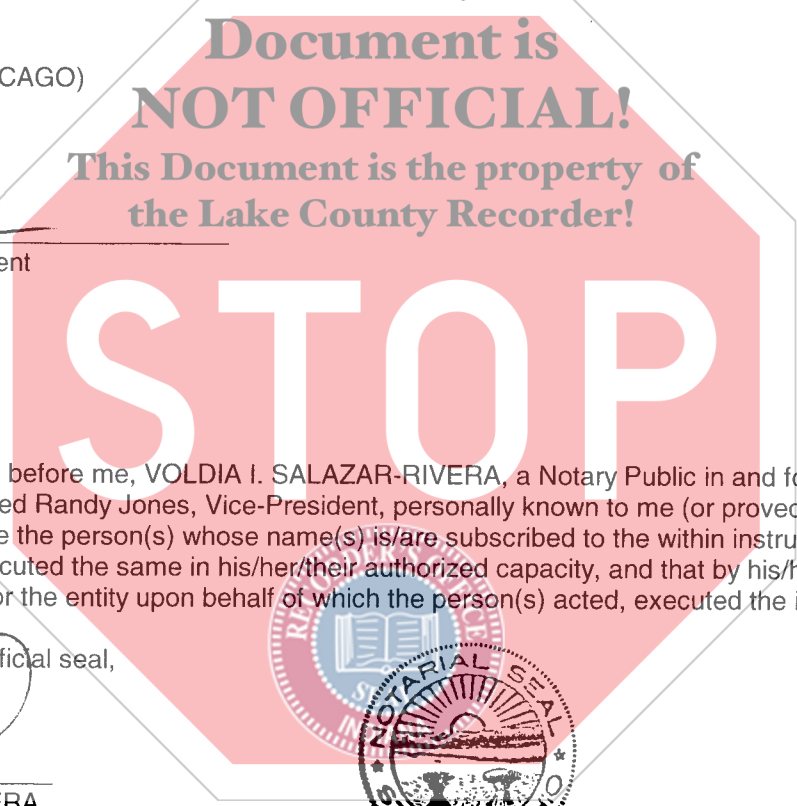 Document is
CAGO)
NOT OFFICIAL!
This Document is the property of
the Lake County Recorder!
ent
STOP
before me, VOLDIA I. SALAZAR-RIVERA, a Notary Public in and fo
ed Randy Jones, Vice-President, personally known to me (or proved
e the person(s) whose name(s) is/are subscribed to the within instru
cuted the same in his/her/their authorized capacity, and that by his/h
or the entity upon behalf of which the person(s) acted, executed the i
RECORDER'S OFFICE
SEAL
INDIANA
ficial seal,
NOTARIAL SEAL
ERA